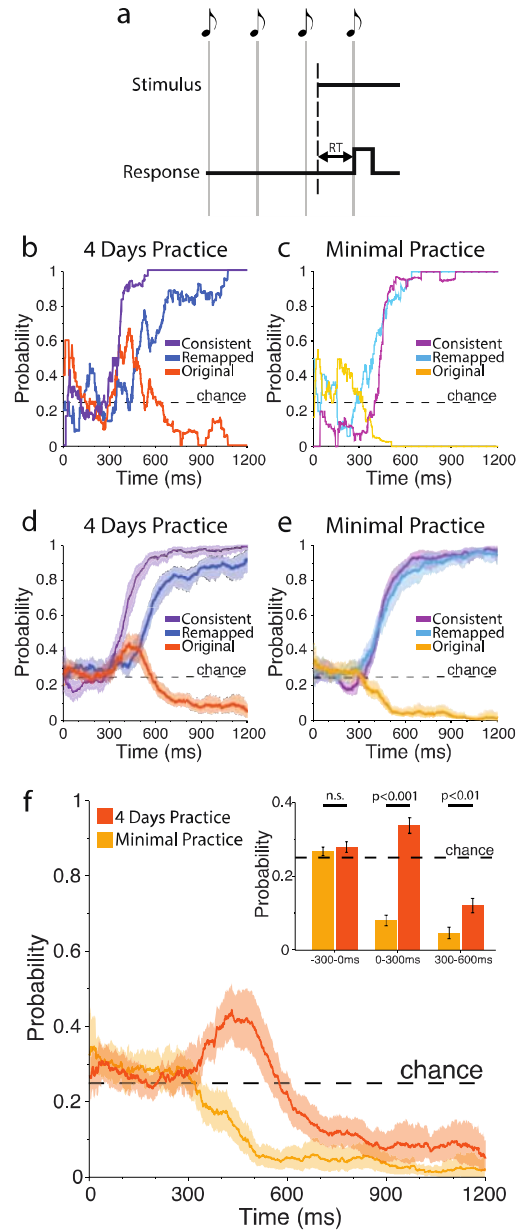 a
Stimulus
RT
Response
b
4 Days Practice
1
0.8
0.6
0.4
0.2
0
Probability
Consistent
Remapped
Original
chance
0 300 600 900 1200
Time (ms)
c
Minimal Practice
1
0.8
0.6
0.4
0.2
0
Probability
Consistent
Remapped
Original
chance
0 300 600 900 1200
Time (ms)
d
4 Days Practice
1
0.8
0.6
0.4
0.2
0
Probability
Consistent
Remapped
Original
chance
0 300 600 900 1200
Time (ms)
e
Minimal Practice
1
0.8
0.6
0.4
0.2
0
Probability
Consistent
Remapped
Original
chance
0 300 600 900 1200
Time (ms)
f
1
0.8
0.6
0.4
0.2
0
Probability
4 Days Practice
Minimal Practice
chance
0 300 600 900 1200
Time (ms)
n.s. p<0.001 p<0.01
0.4
0.2
0
Probability
chance
-300-0ms 0-300ms 300-600ms